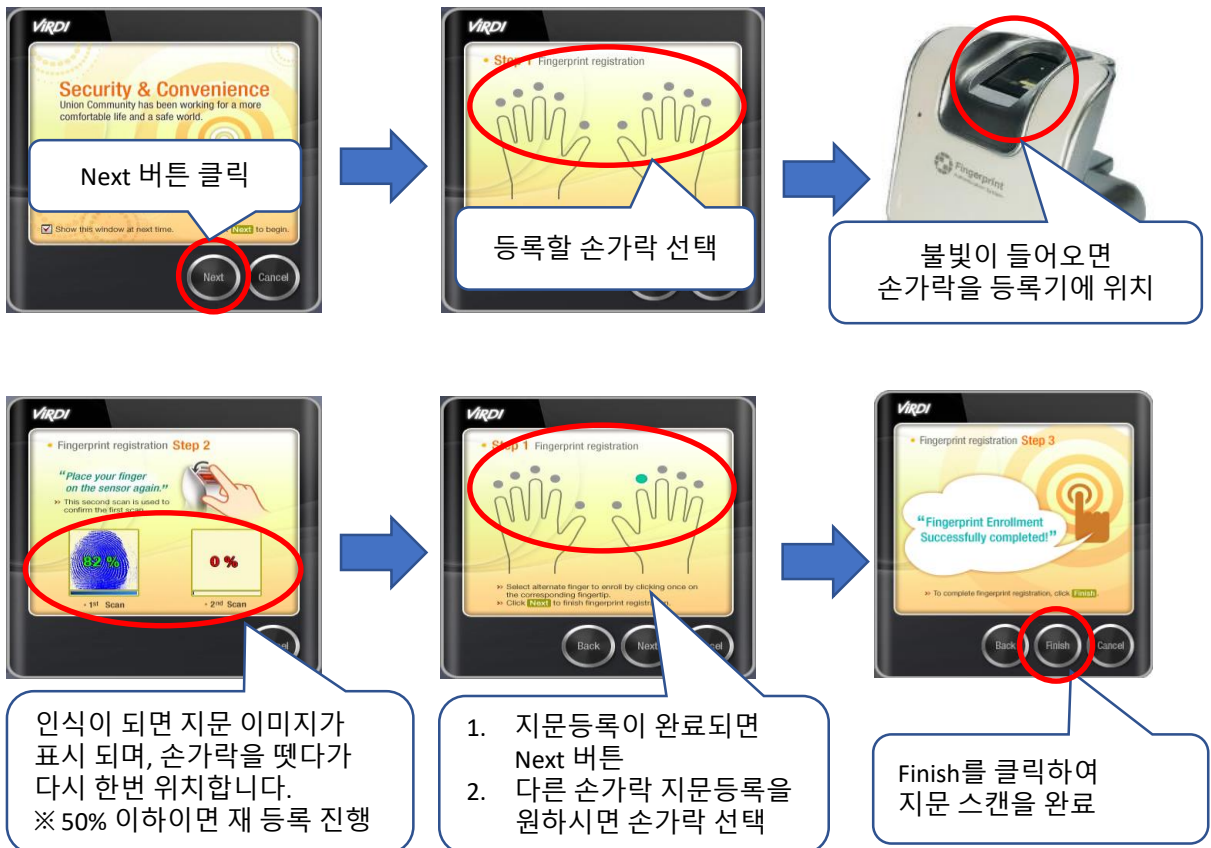 ViRDI
Security & Convenience
Union Community has been working for a more
comfortable life and a safe world.
Next 버튼 클릭
Show this window at next time.
Next to begin.
Next
Cancel
ViRDI
• Step 1 Fingerprint registration
등록할 손가락 선택
Fingerprint
불빛이 들어오면
손가락을 등록기에 위치
ViRDI
• Fingerprint registration Step 2
"Place your finger
on the sensor again."
» This second scan is used to
confirm the first scan
82 %
0 %
• 1st Scan
• 2nd Scan
인식이 되면 지문 이미지가
표시 되며, 손가락을 뗏다가
다시 한번 위치합니다.
※ 50% 이하이면 재 등록 진행
ViRDI
• Step 1 Fingerprint registration
» Select alternate finger to enroll by clicking once on
the corresponding fingertip.
» Click Next to finish fingerprint
Back
Next
1. 지문등록이 완료되면
Next 버튼
2. 다른 손가락 지문등록을
원하시면 손가락 선택
ViRDI
• Fingerprint registration Step 3
"Fingerprint Enrollment
Successfully completed!"
» To complete fingerprint registration, click Finish
Back
Finish
Cancel
Finish를 클릭하여
지문 스캔을 완료